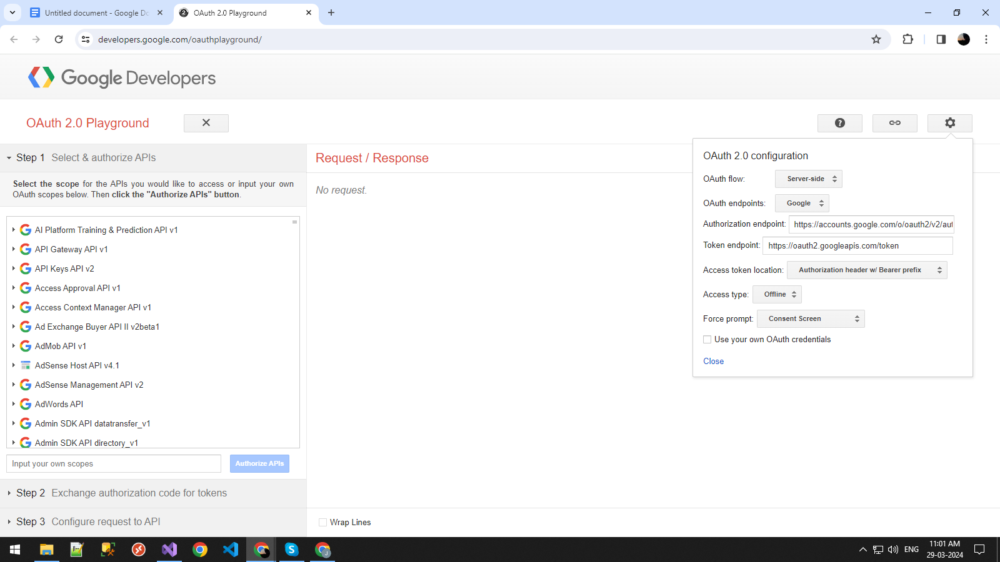 Untitled document - Google Do
OAuth 2.0 Playground
developers.google.com/oauthplayground/
Google Developers
OAuth 2.0 Playground
Step 1 Select & authorize APIs
Select the scope for the APIs you would like to access or input your own
OAuth scopes below. Then click the "Authorize APIs" button.
AI Platform Training & Prediction API v1
API Gateway API v1
API Keys API v2
Access Approval API v1
Access Context Manager API v1
Ad Exchange Buyer API II v2beta1
AdMob API v1
AdSense Host API v4.1
AdSense Management API v2
AdWords API
Admin SDK API datatransfer_v1
Admin SDK API directory_v1
Input your own scopes
Authorize APIs
Step 2 Exchange authorization code for tokens
Step 3 Configure request to API
Request / Response
No request.
Wrap Lines
OAuth 2.0 configuration
OAuth flow: Server-side
OAuth endpoints: Google
Authorization endpoint: https://accounts.google.com/o/oauth2/v2/aut
Token endpoint: https://oauth2.googleapis.com/token
Access token location: Authorization header w/ Bearer prefix
Access type: Offline
Force prompt: Consent Screen
Use your own OAuth credentials
Close
ENG
11:01 AM
29-03-2024